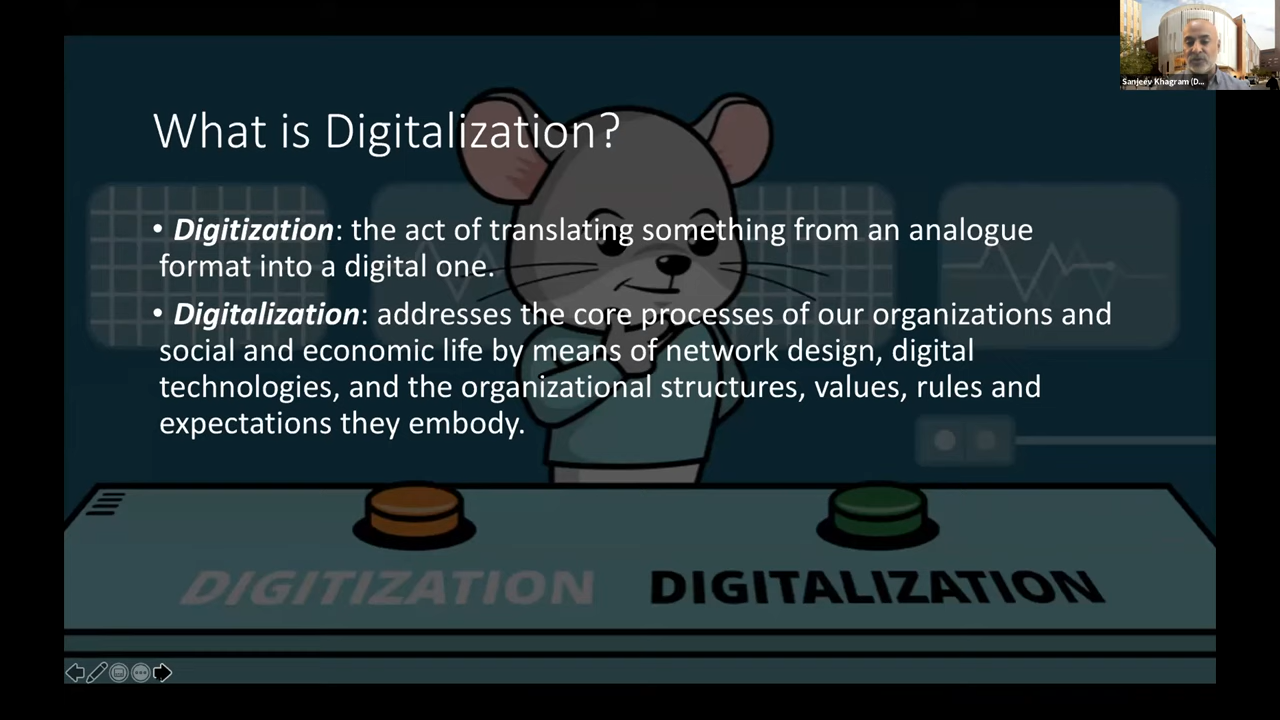 Sanjeev Khagram (D...
What is Digitalization?
• Digitization: the act of translating something from an analogue
format into a digital one.
• Digitalization: addresses the core processes of our organizations and
social and economic life by means of network design, digital
technologies, and the organizational structures, values, rules and
expectations they embody.
DIGITIZATION
DIGITALIZATION